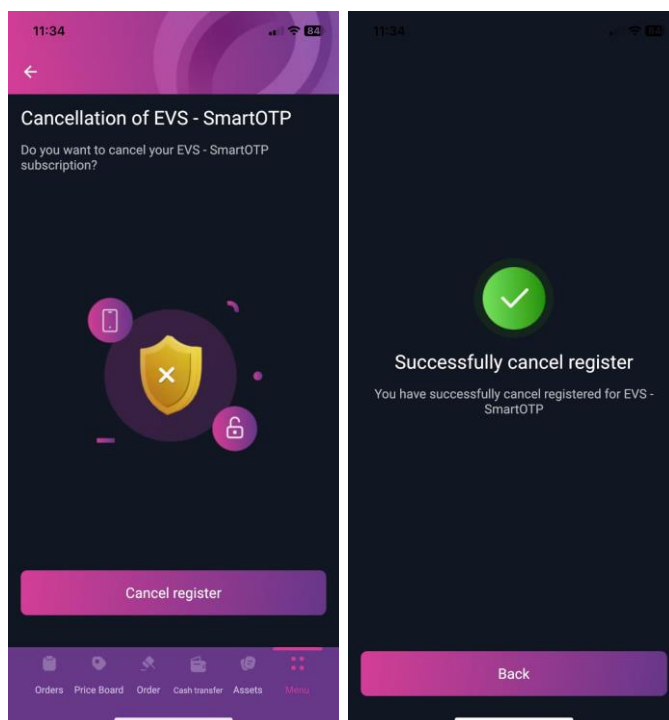 11:34
84
Cancellation of EVS - SmartOTP
Do you want to cancel your EVS - SmartOTP
subscription?
Cancel register
Orders
Price Board
Order
Cash transfer
Assets
Menu
11:34
84
Successfully cancel register
You have successfully cancel registered for EVS -
SmartOTP
Back